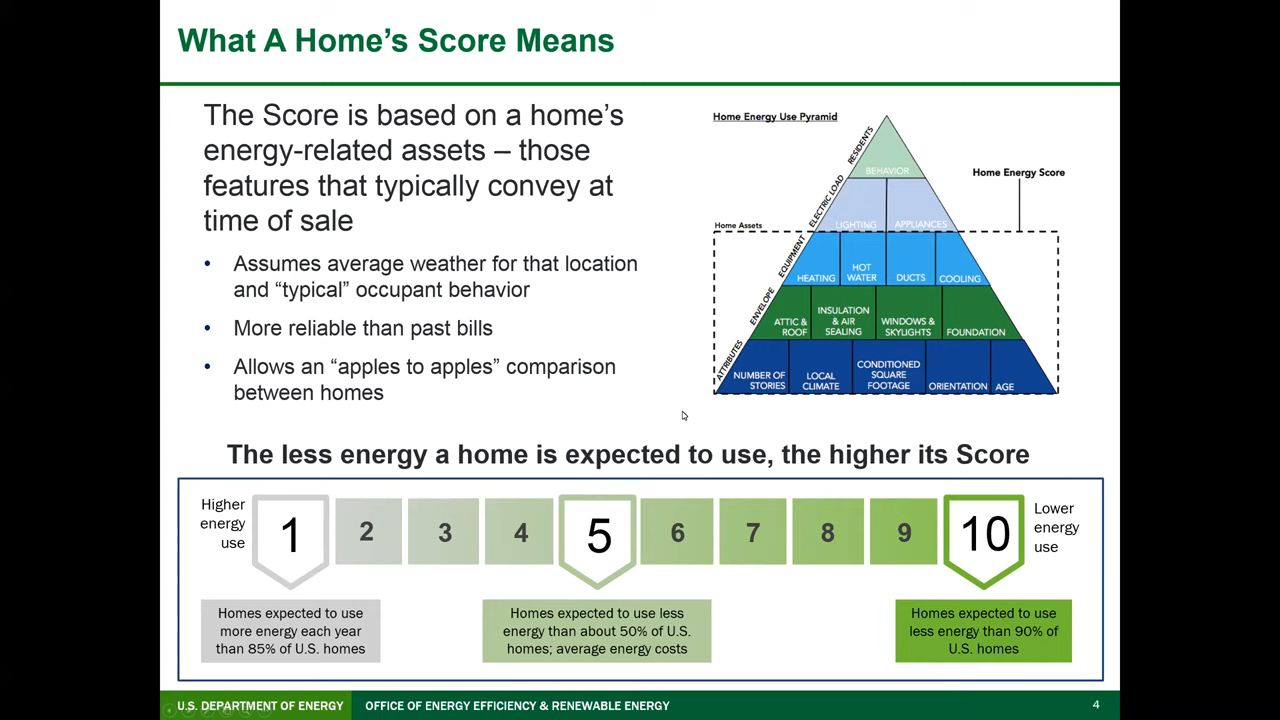 What A Home's Score Means
The Score is based on a home's
energy-related assets – those
features that typically convey at
time of sale
• Assumes average weather for that location
and “typical” occupant behavior
• More reliable than past bills
• Allows an “apples to apples” comparison
between homes
Home Energy Use Pyramid
RESIDENTS
BEHAVIOR
Home Energy Score
ELECTRIC LOAD
LIGHTING
APPLIANCES
Home Assets
EQUIPMENT
HEATING
HOT
WATER
DUCTS
COOLING
ENVELOPE
ATTIC &
ROOF
INSULATION
& AIR
SEALING
WINDOWS &
SKYLIGHTS
FOUNDATION
ATTRIBUTES
NUMBER OF
STORIES
LOCAL
CLIMATE
CONDITIONED
SQUARE
FOOTAGE
ORIENTATION
AGE
The less energy a home is expected to use, the higher its Score
Higher
energy
use
1
2
3
4
5
6
7
8
9
10
Lower
energy
use
Homes expected to use
more energy each year
than 85% of U.S. homes
Homes expected to use less
energy than about 50% of U.S.
homes; average energy costs
Homes expected to use
less energy than 90% of
U.S. homes
U.S. DEPARTMENT OF ENERGY
OFFICE OF ENERGY EFFICIENCY & RENEWABLE ENERGY
4